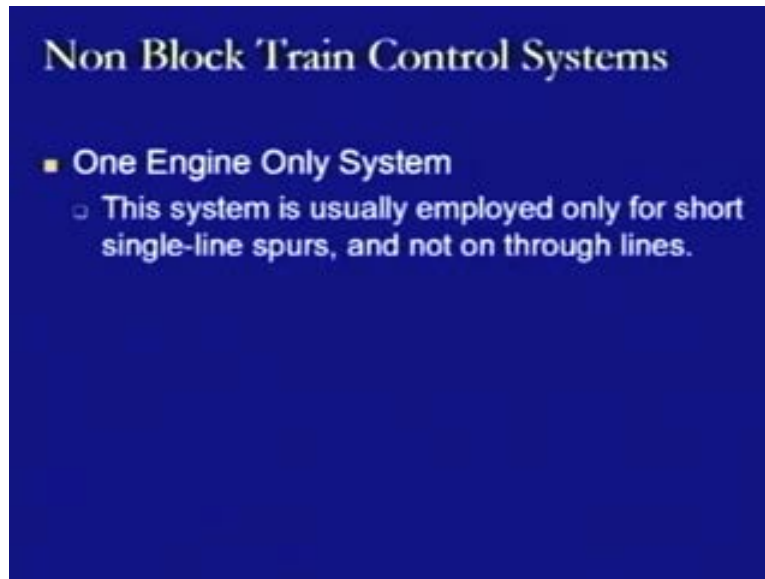 Non Block Train Control Systems
One Engine Only System
This system is usually employed only for short
single-line spurs, and not on through lines.